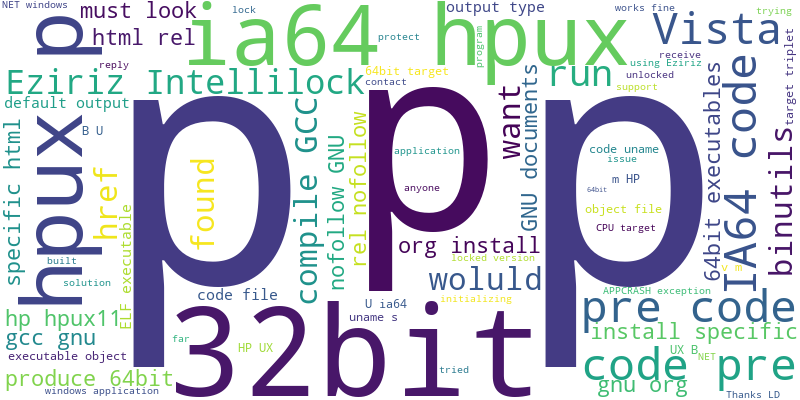 NET windows
must look
lock
output type
works fine
trying
p
html rel
ia64 hpux
protect
program
Vista
receive
reply
Eziriz Intellilock
64bit target
contact
run
using Eziriz
unlocked
support
default output
B U
hpux
href
found
compile GCC
nofollow GNU
rel nofollow
application
anyone
want
GNU documents
code uname
issue
m HP
64bit
object file
CPU target
64bit executables
IA64 code
binutils
target triplet
specific html
p
p
p
org install
locked version
woluld
v m
built
solution
ELF executable
code file
U ia64
uname s
initializing
APPCRASH exception
pre code
hp hpux11
gcc gnu
executable object
far
HP UX
32bit
tried
install specific
UX B
NET
code pre
produce 64bit
windows application
gnu org
Thanks LD